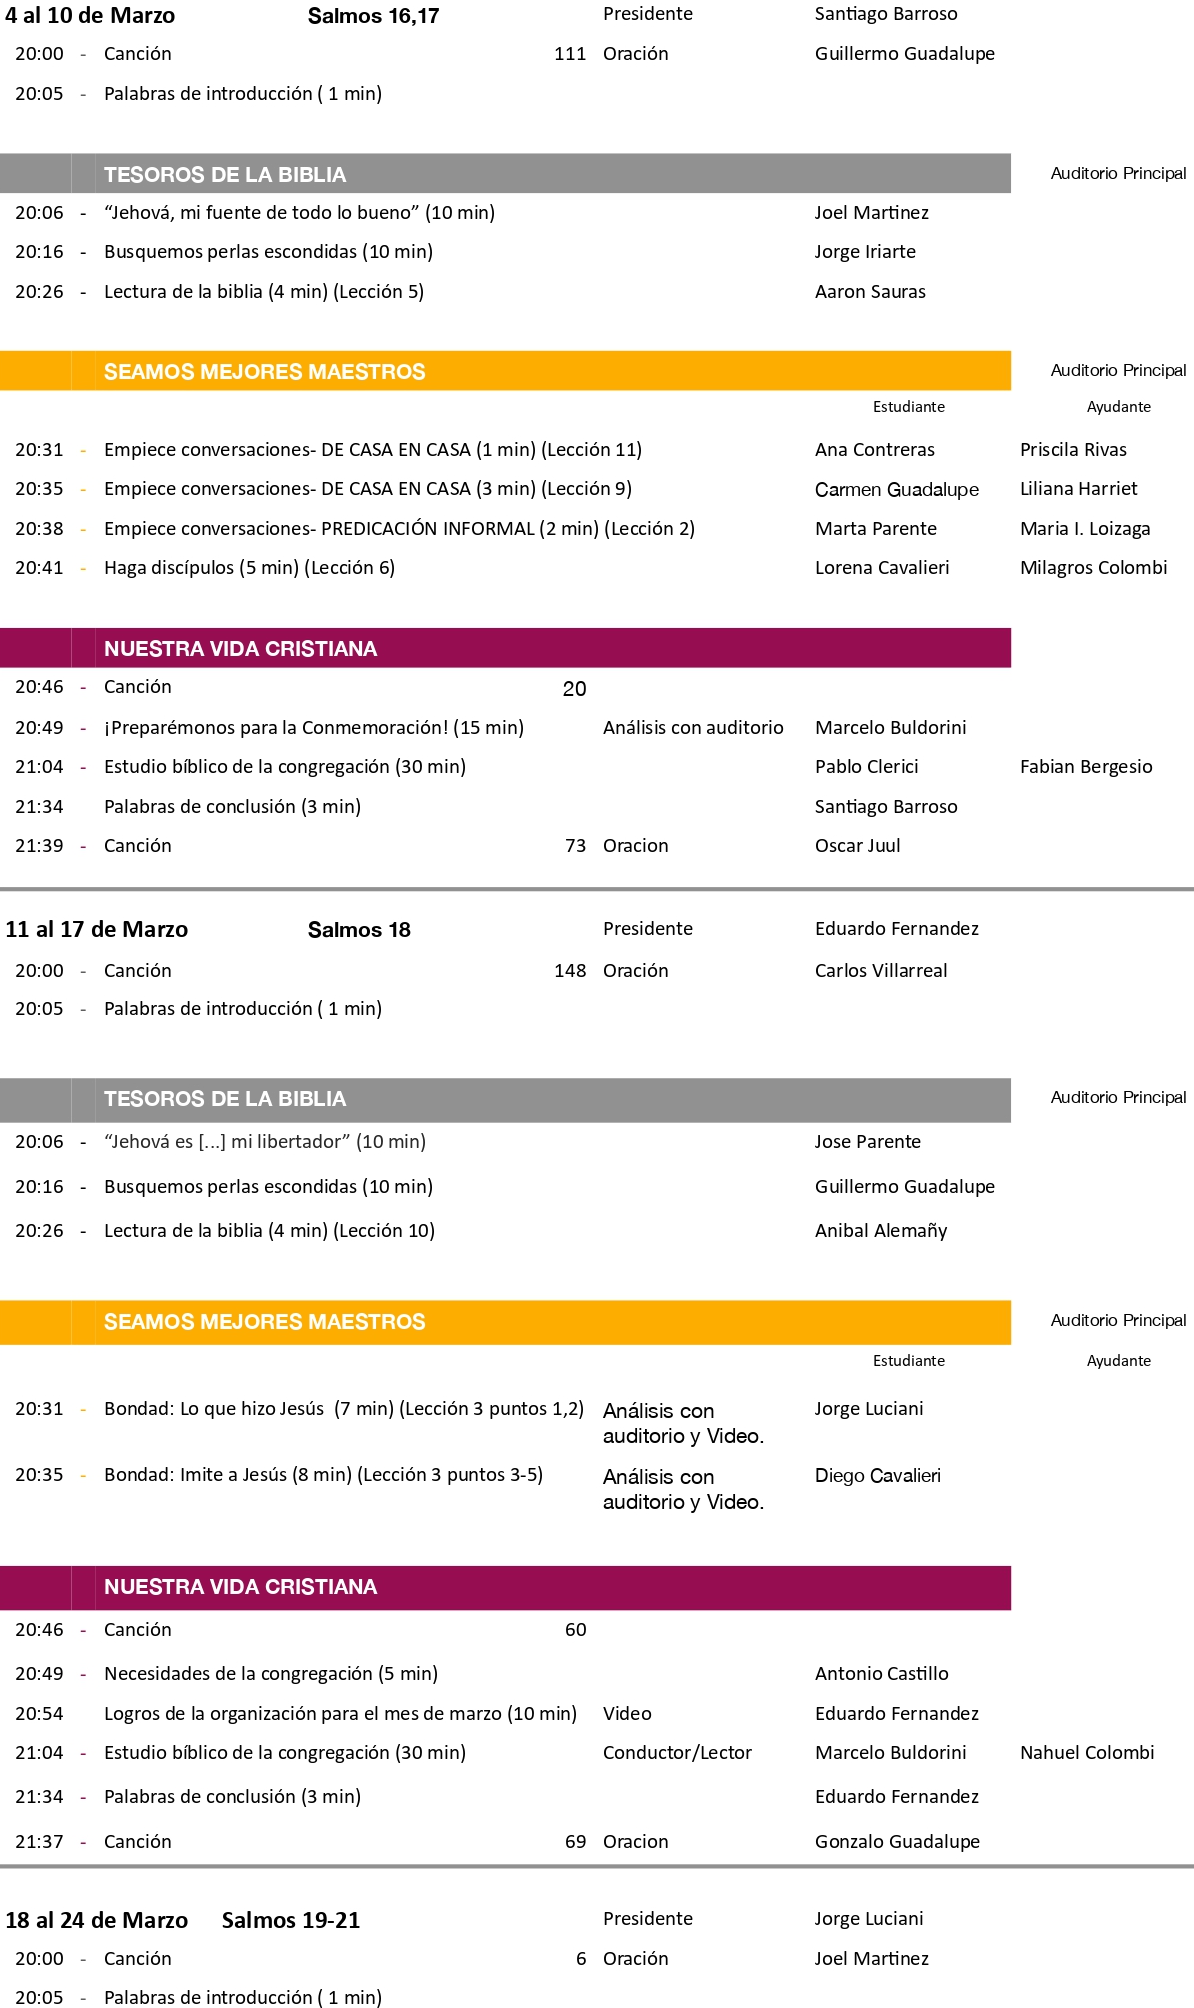 4 al 10 de Marzo Salmos 16,17 Presidente Santiago Barroso
20:00 - Canción 111 Oración Guillermo Guadalupe
20:05 - Palabras de introducción ( 1 min)
TESOROS DE LA BIBLIA Auditorio Principal
20:06 - “Jehová, mi fuente de todo lo bueno” (10 min) Joel Martinez
20:16 - Busquemos perlas escondidas (10 min) Jorge Iriarte
20:26 - Lectura de la biblia (4 min) (Lección 5) Aaron Sauras
SEAMOS MEJORES MAESTROS Auditorio Principal
Estudiante Ayudante
20:31 - Empiece conversaciones- DE CASA EN CASA (1 min) (Lección 11) Ana Contreras Priscila Rivas
20:35 - Empiece conversaciones- DE CASA EN CASA (3 min) (Lección 9) Carmen Guadalupe Liliana Harriet
20:38 - Empiece conversaciones- PREDICACIÓN INFORMAL (2 min) (Lección 2) Marta Parente Maria I. Loizaga
20:41 - Haga discípulos (5 min) (Lección 6) Lorena Cavalieri Milagros Colombi
NUESTRA VIDA CRISTIANA
20:46 - Canción 20
20:49 - ¡Preparémonos para la Conmemoración! (15 min) Análisis con auditorio Marcelo Buldorini
21:04 - Estudio bíblico de la congregación (30 min) Pablo Clerici Fabian Bergesio
21:34 Palabras de conclusión (3 min) Santiago Barroso
21:39 - Canción 73 Oracion Oscar Juul
11 al 17 de Marzo Salmos 18 Presidente Eduardo Fernandez
20:00 - Canción 148 Oración Carlos Villarreal
20:05 - Palabras de introducción ( 1 min)
TESOROS DE LA BIBLIA Auditorio Principal
20:06 - “Jehová es [...] mi libertador” (10 min) Jose Parente
20:16 - Busquemos perlas escondidas (10 min) Guillermo Guadalupe
20:26 - Lectura de la biblia (4 min) (Lección 10) Anibal Alemañy
SEAMOS MEJORES MAESTROS Auditorio Principal
Estudiante Ayudante
20:31 - Bondad: Lo que hizo Jesús (7 min) (Lección 3 puntos 1,2) Análisis con Jorge Luciani
auditorio y Video.
20:35 - Bondad: Imite a Jesús (8 min) (Lección 3 puntos 3-5) Análisis con Diego Cavalieri
auditorio y Video.
NUESTRA VIDA CRISTIANA
20:46 - Canción 60
20:49 - Necesidades de la congregación (5 min) Antonio Castillo
20:54 Logros de la organización para el mes de marzo (10 min) Video Eduardo Fernandez
21:04 - Estudio bíblico de la congregación (30 min) Conductor/Lector Marcelo Buldorini Nahuel Colombi
21:34 - Palabras de conclusión (3 min) Eduardo Fernandez
21:37 - Canción 69 Oracion Gonzalo Guadalupe
18 al 24 de Marzo Salmos 19-21 Presidente Jorge Luciani
20:00 - Canción 6 Oración Joel Martinez
20:05 - Palabras de introducción ( 1 min)